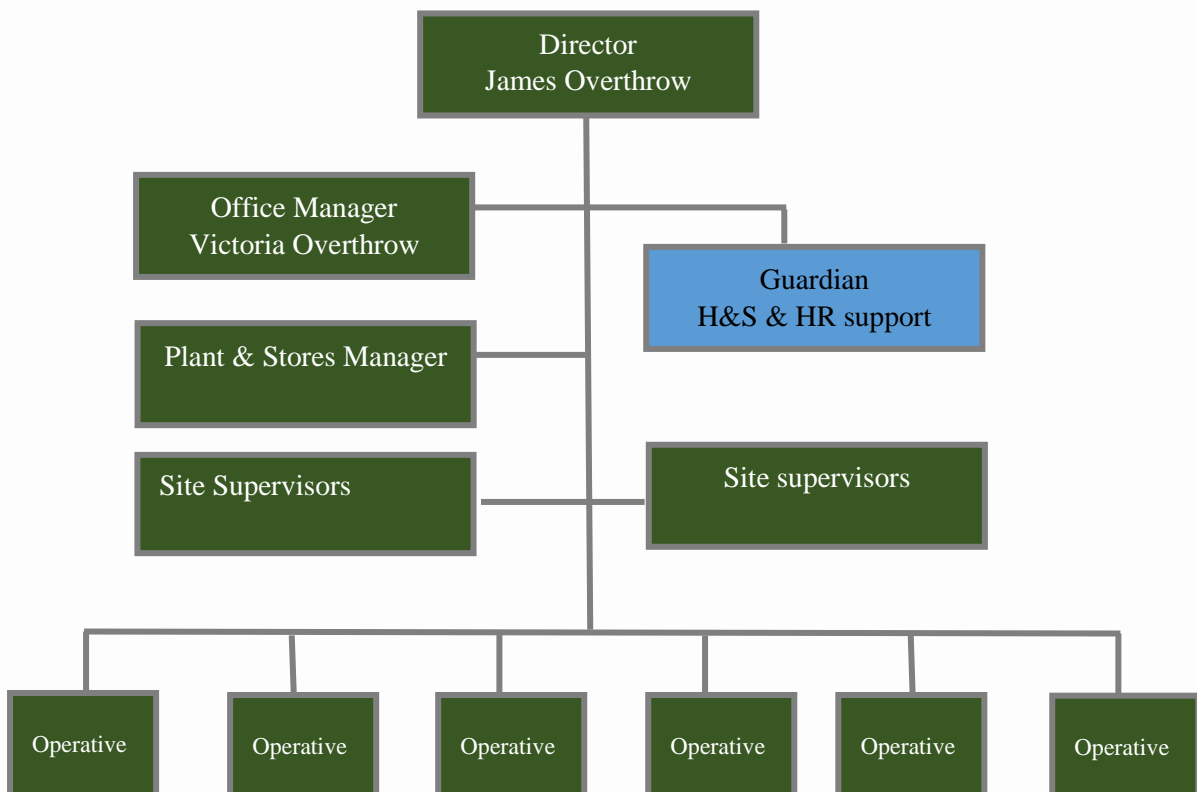 Director
James Overthrow
Office Manager
Victoria Overthrow
Guardian
H&S & HR support
Plant & Stores Manager
Site Supervisors
Site supervisors
Operative
Operative
Operative
Operative
Operative
Operative